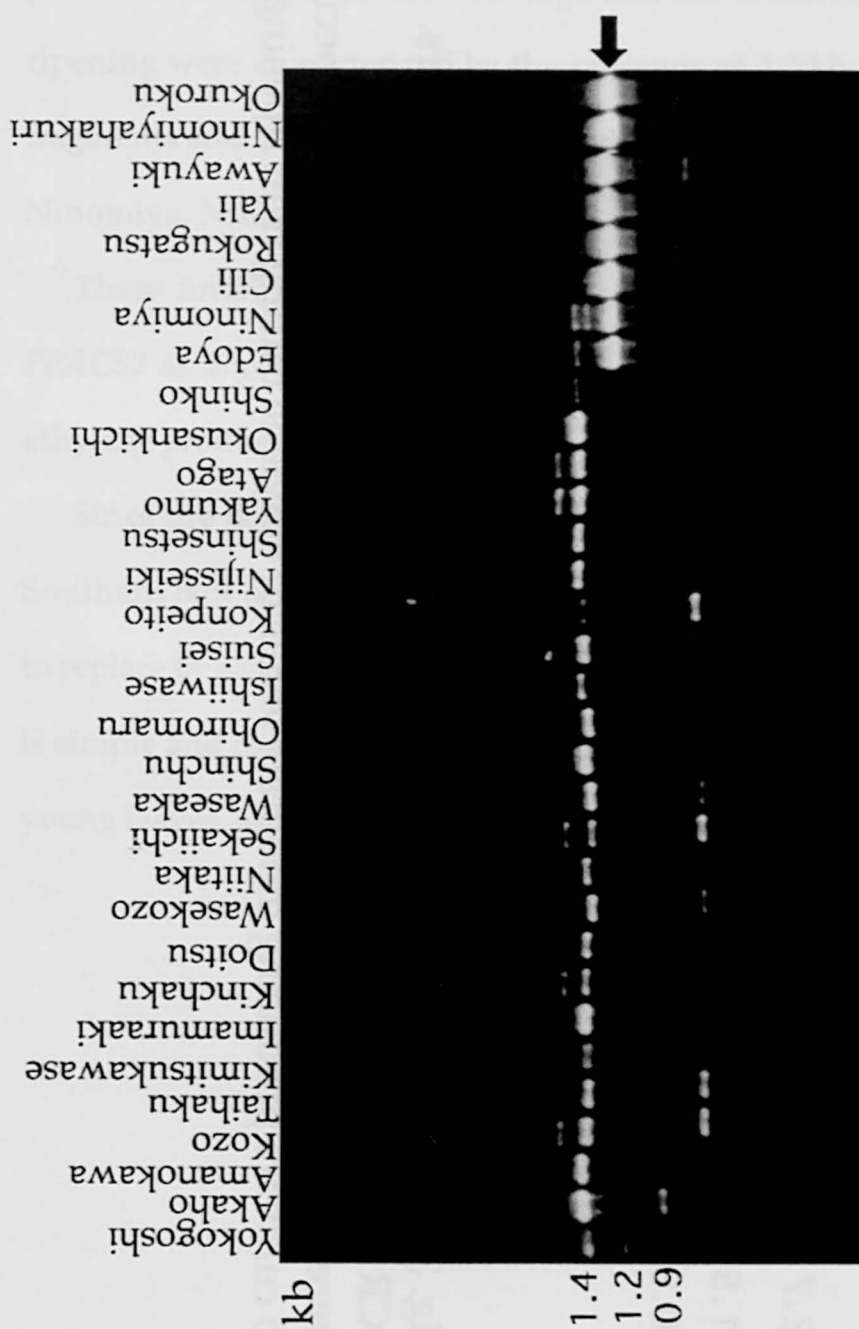 kb
1.4
1.2
0.9
Yokogoshi
Akaho
Amanokawa
Kozo
Taihaku
Kimitsukawase
Imamuraaki
Kinchaku
Doitsu
Wasekozo
Niitaka
Sekaiichi
Waseaka
Shinchu
Ohiromaru
Ishiiwase
Suisei
Konpeito
Nijisseiki
Shinsetsu
Yakumo
Atago
Okusankichi
Shinko
Edoya
Ninomiya
Cili
Rokugatsu
Yali
Awayuki
Ninomiyahakuri
Okuroku